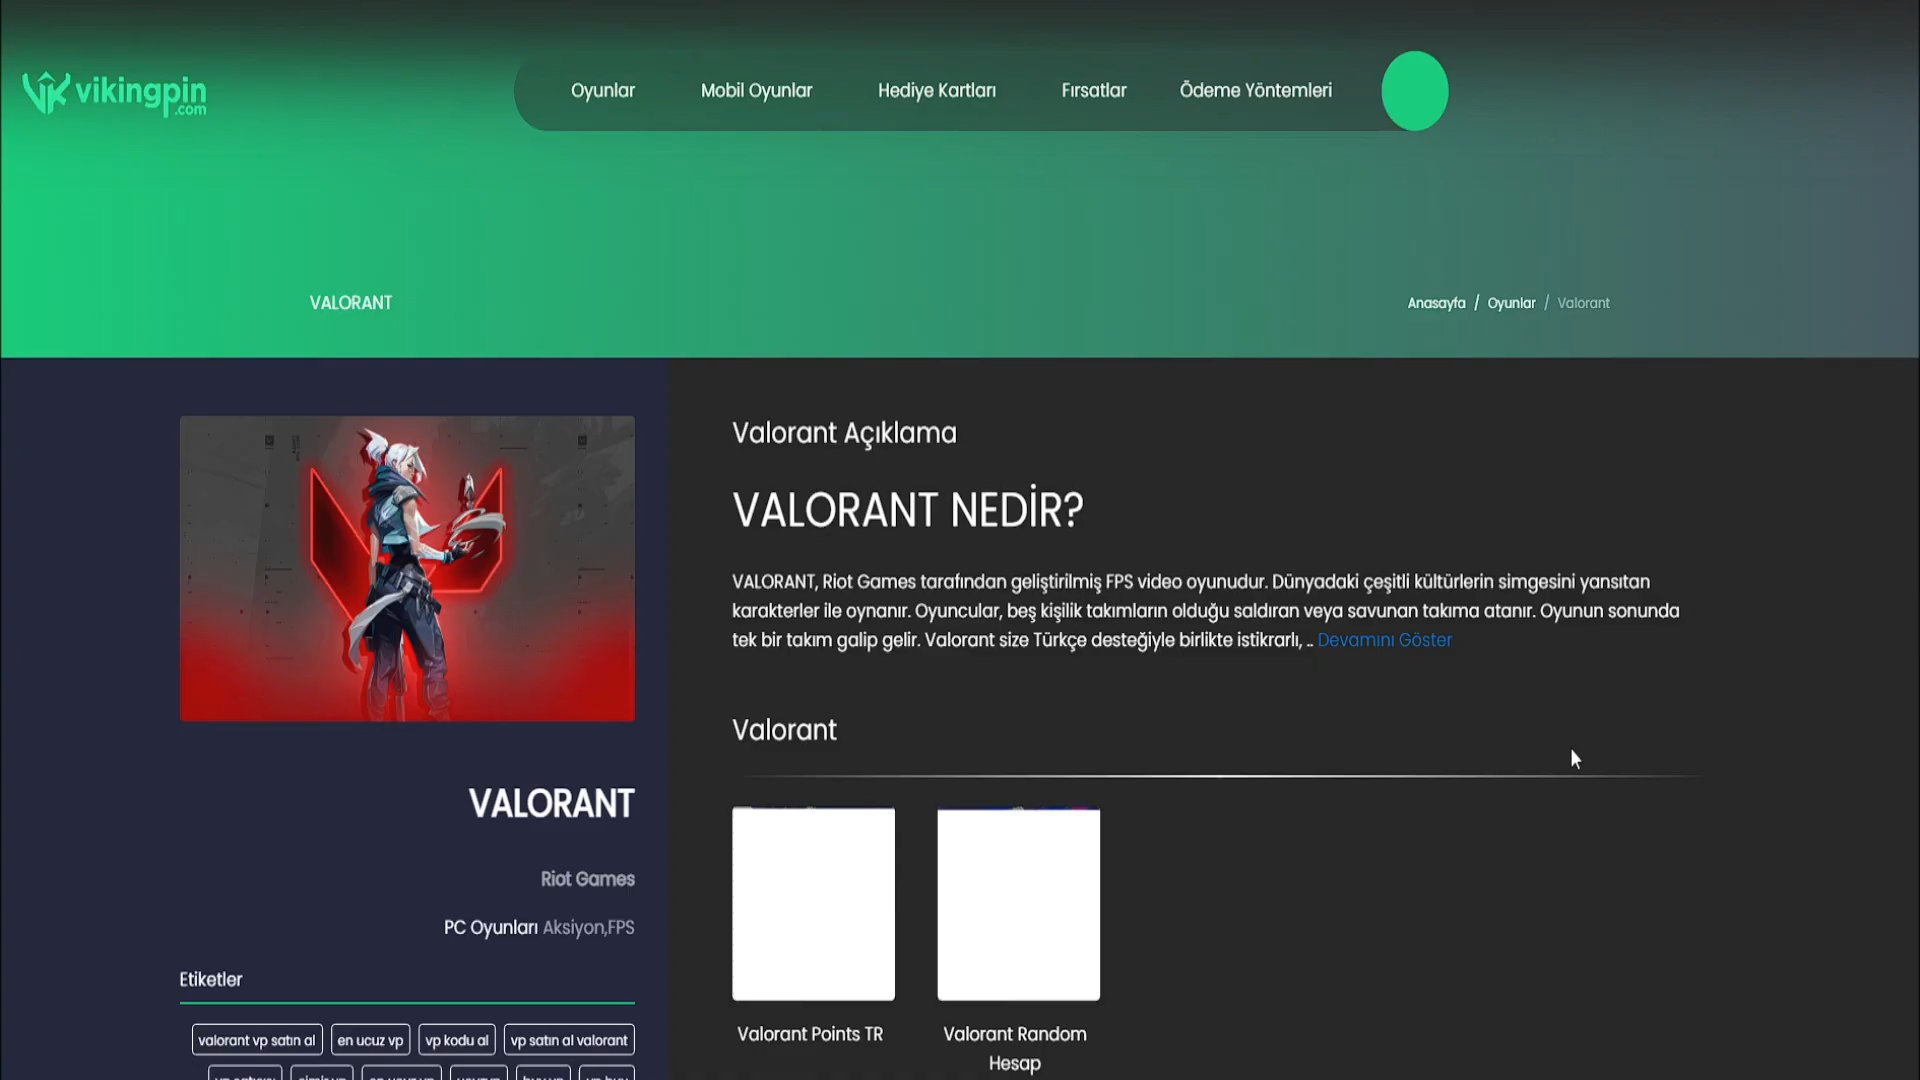 vikingpin
.com
Oyunlar
Mobil Oyunlar
Hediye Kartları
Fırsatlar
Ödeme Yöntemleri
VALORANT
Anasayfa / Oyunlar / Valorant
VALORANT
Riot Games
PC Oyunları Aksiyon,FPS
Etiketler
valorant vp satın al
en ucuz vp
vp kodu al
vp satın al valorant
Valorant Açıklama
VALORANT NEDİR?
VALORANT, Riot Games tarafından geliştirilmiş FPS video oyunudur. Dünyadaki çeşitli kültürlerin simgesini yansıtan
karakterler ile oynanır. Oyuncular, beş kişilik takımların olduğu saldıran veya savunan takıma atanır. Oyunun sonunda
tek bir takım galip gelir. Valorant size Türkçe desteğiyle birlikte istikrarlı, .. Devamını Göster
Valorant
Valorant Points TR
Valorant Random
Hesap